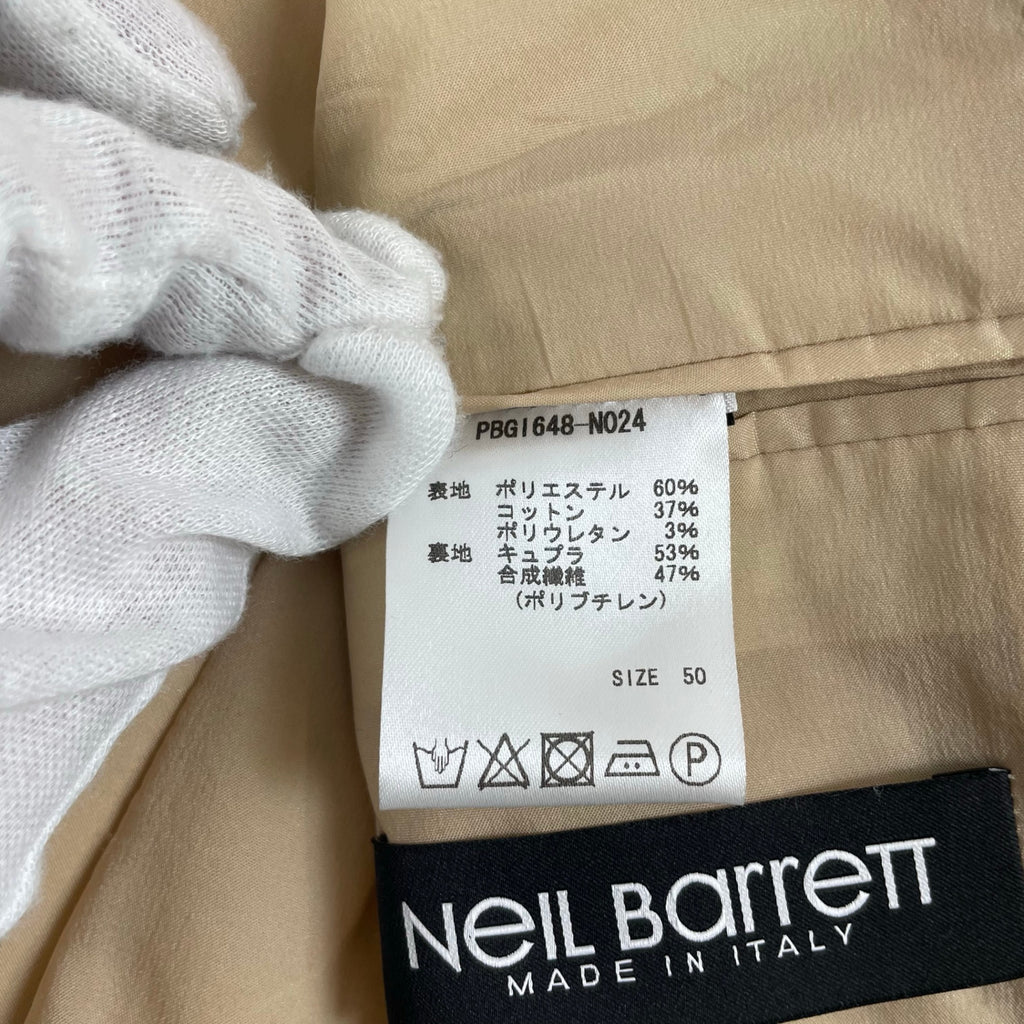 PBGI648-N024
表地 ポリエステル 60%
コットン 37%
ポリウレタン 3%
裏地 キュプラ 53%
合成繊維 47%
(ポリブチレン)
SIZE 50
P
NeIL BarreTT
MADE IN ITALY